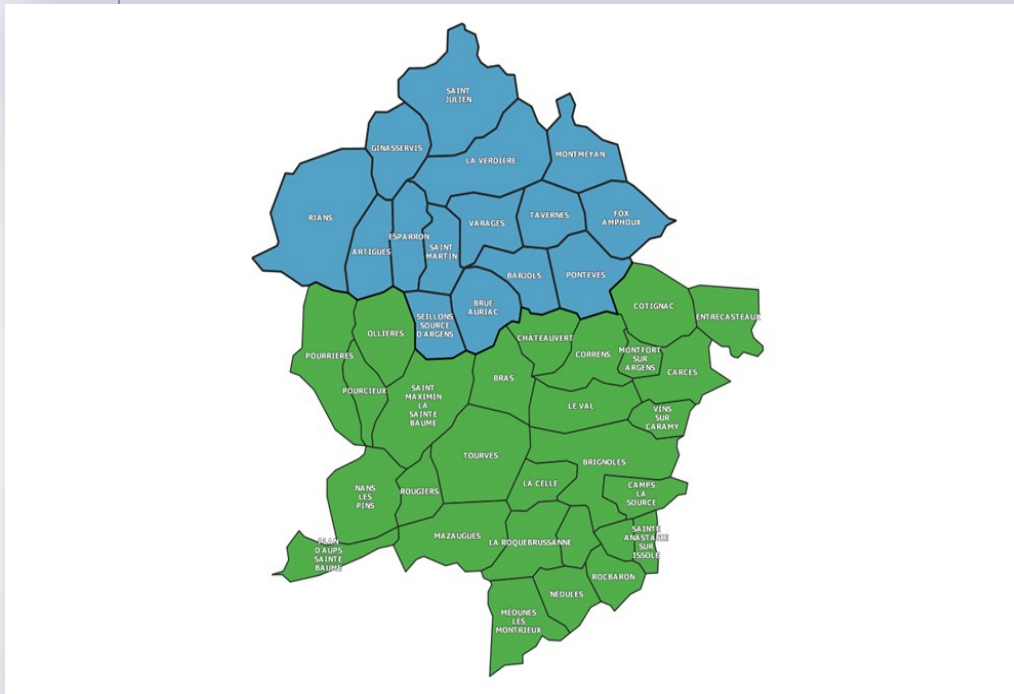 SAINT
JULIEN
GINASSERVIS
LA VERDIERE
MONTMEYAN
RIANS
ARTIGUES
ESPARRON
SAINT
MARTIN
VARAGES
TAVERNES
FOX
AMPHOUX
BARJOLS
PONTEVES
SEILLONS
SOURCE
D'ARGENS
BRUE
AURIAC
COTIGNAC
ENTRECASTEAUX
OLLIERES
CHÂTEAUVERT
CORRENS
MONTFORT
SUR
ARGENS
POURRIERES
POURCIEUX
SAINT
MAXIMIN
LA
SAINTE
BAUME
BRAS
CARCES
LE VAL
VINS
SUR
CARAMY
TOURVES
BRIGNOLES
NANS
LES
PINS
ROUGIERS
LA CELLE
CAMPS
LA
SOURCE
PLAN
D'AUPS
SAINTE
BAUME
MAZAUGUES
LA ROQUEBRUSSANNE
SAINTE
ANASTASIE
SUR
ISSOLE
ROCBARON
NEOULES
MEOUNES
LES
MONTRIEUX